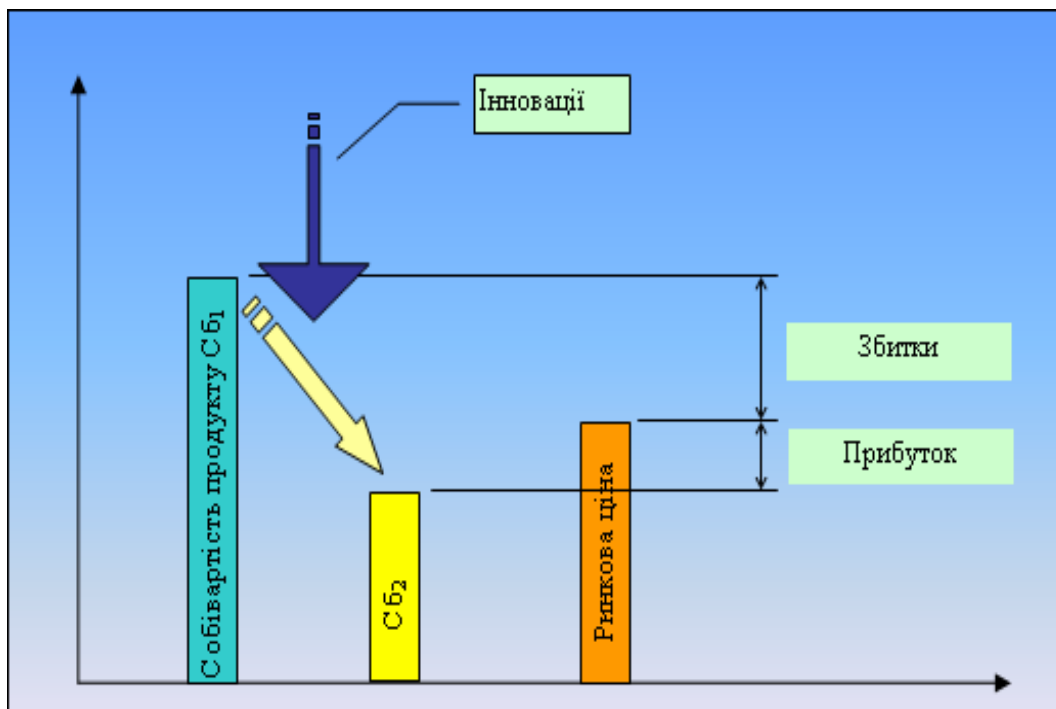 Інновації
Собівартість продукту Сб1
Збитки
Прибуток
Сб2
Ринкова ціна